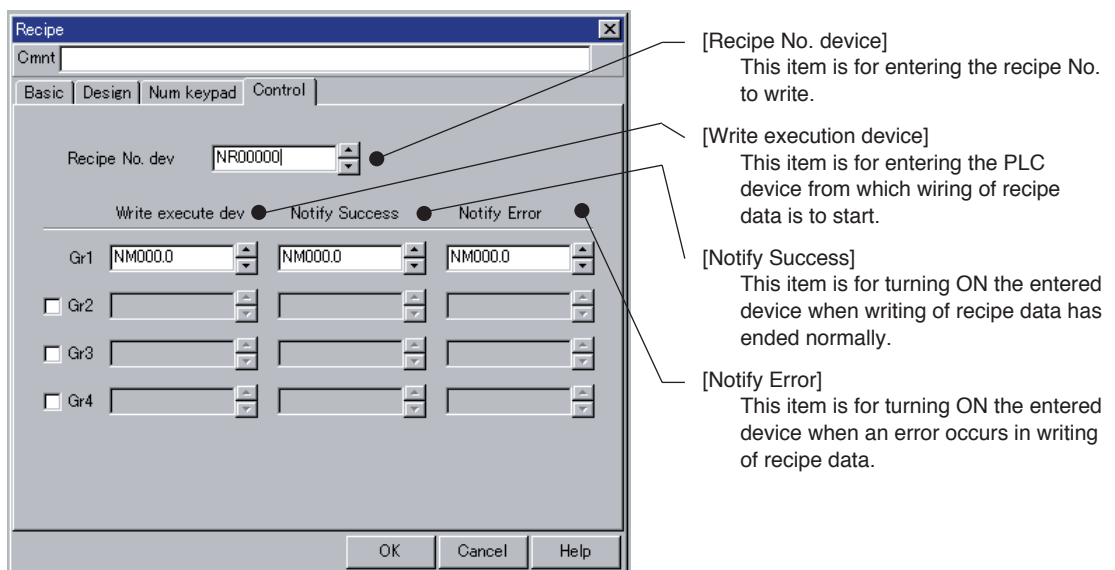 Recipe
Cmnt
Basic Design Num keypad Control
Recipe No. dev NR00000
Write execute dev Notify Success Notify Error
Gr1 NM000.0 NM000.0 NM000.0
Gr2
Gr3
Gr4
OK Cancel Help
[Recipe No. device]
This item is for entering the recipe No.
to write.
[Write execution device]
This item is for entering the PLC
device from which wiring of recipe
data is to start.
[Notify Success]
This item is for turning ON the entered
device when writing of recipe data has
ended normally.
[Notify Error]
This item is for turning ON the entered
device when an error occurs in writing
of recipe data.